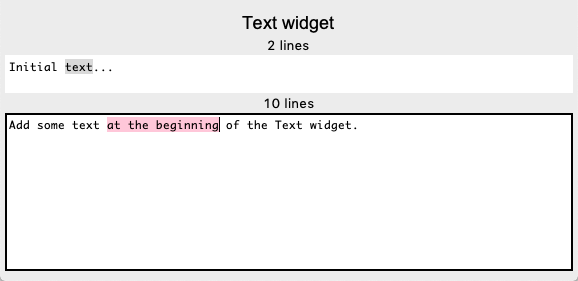 Text widget
2 lines
Initial text...
10 lines
Add some text at the beginning of the Text widget.